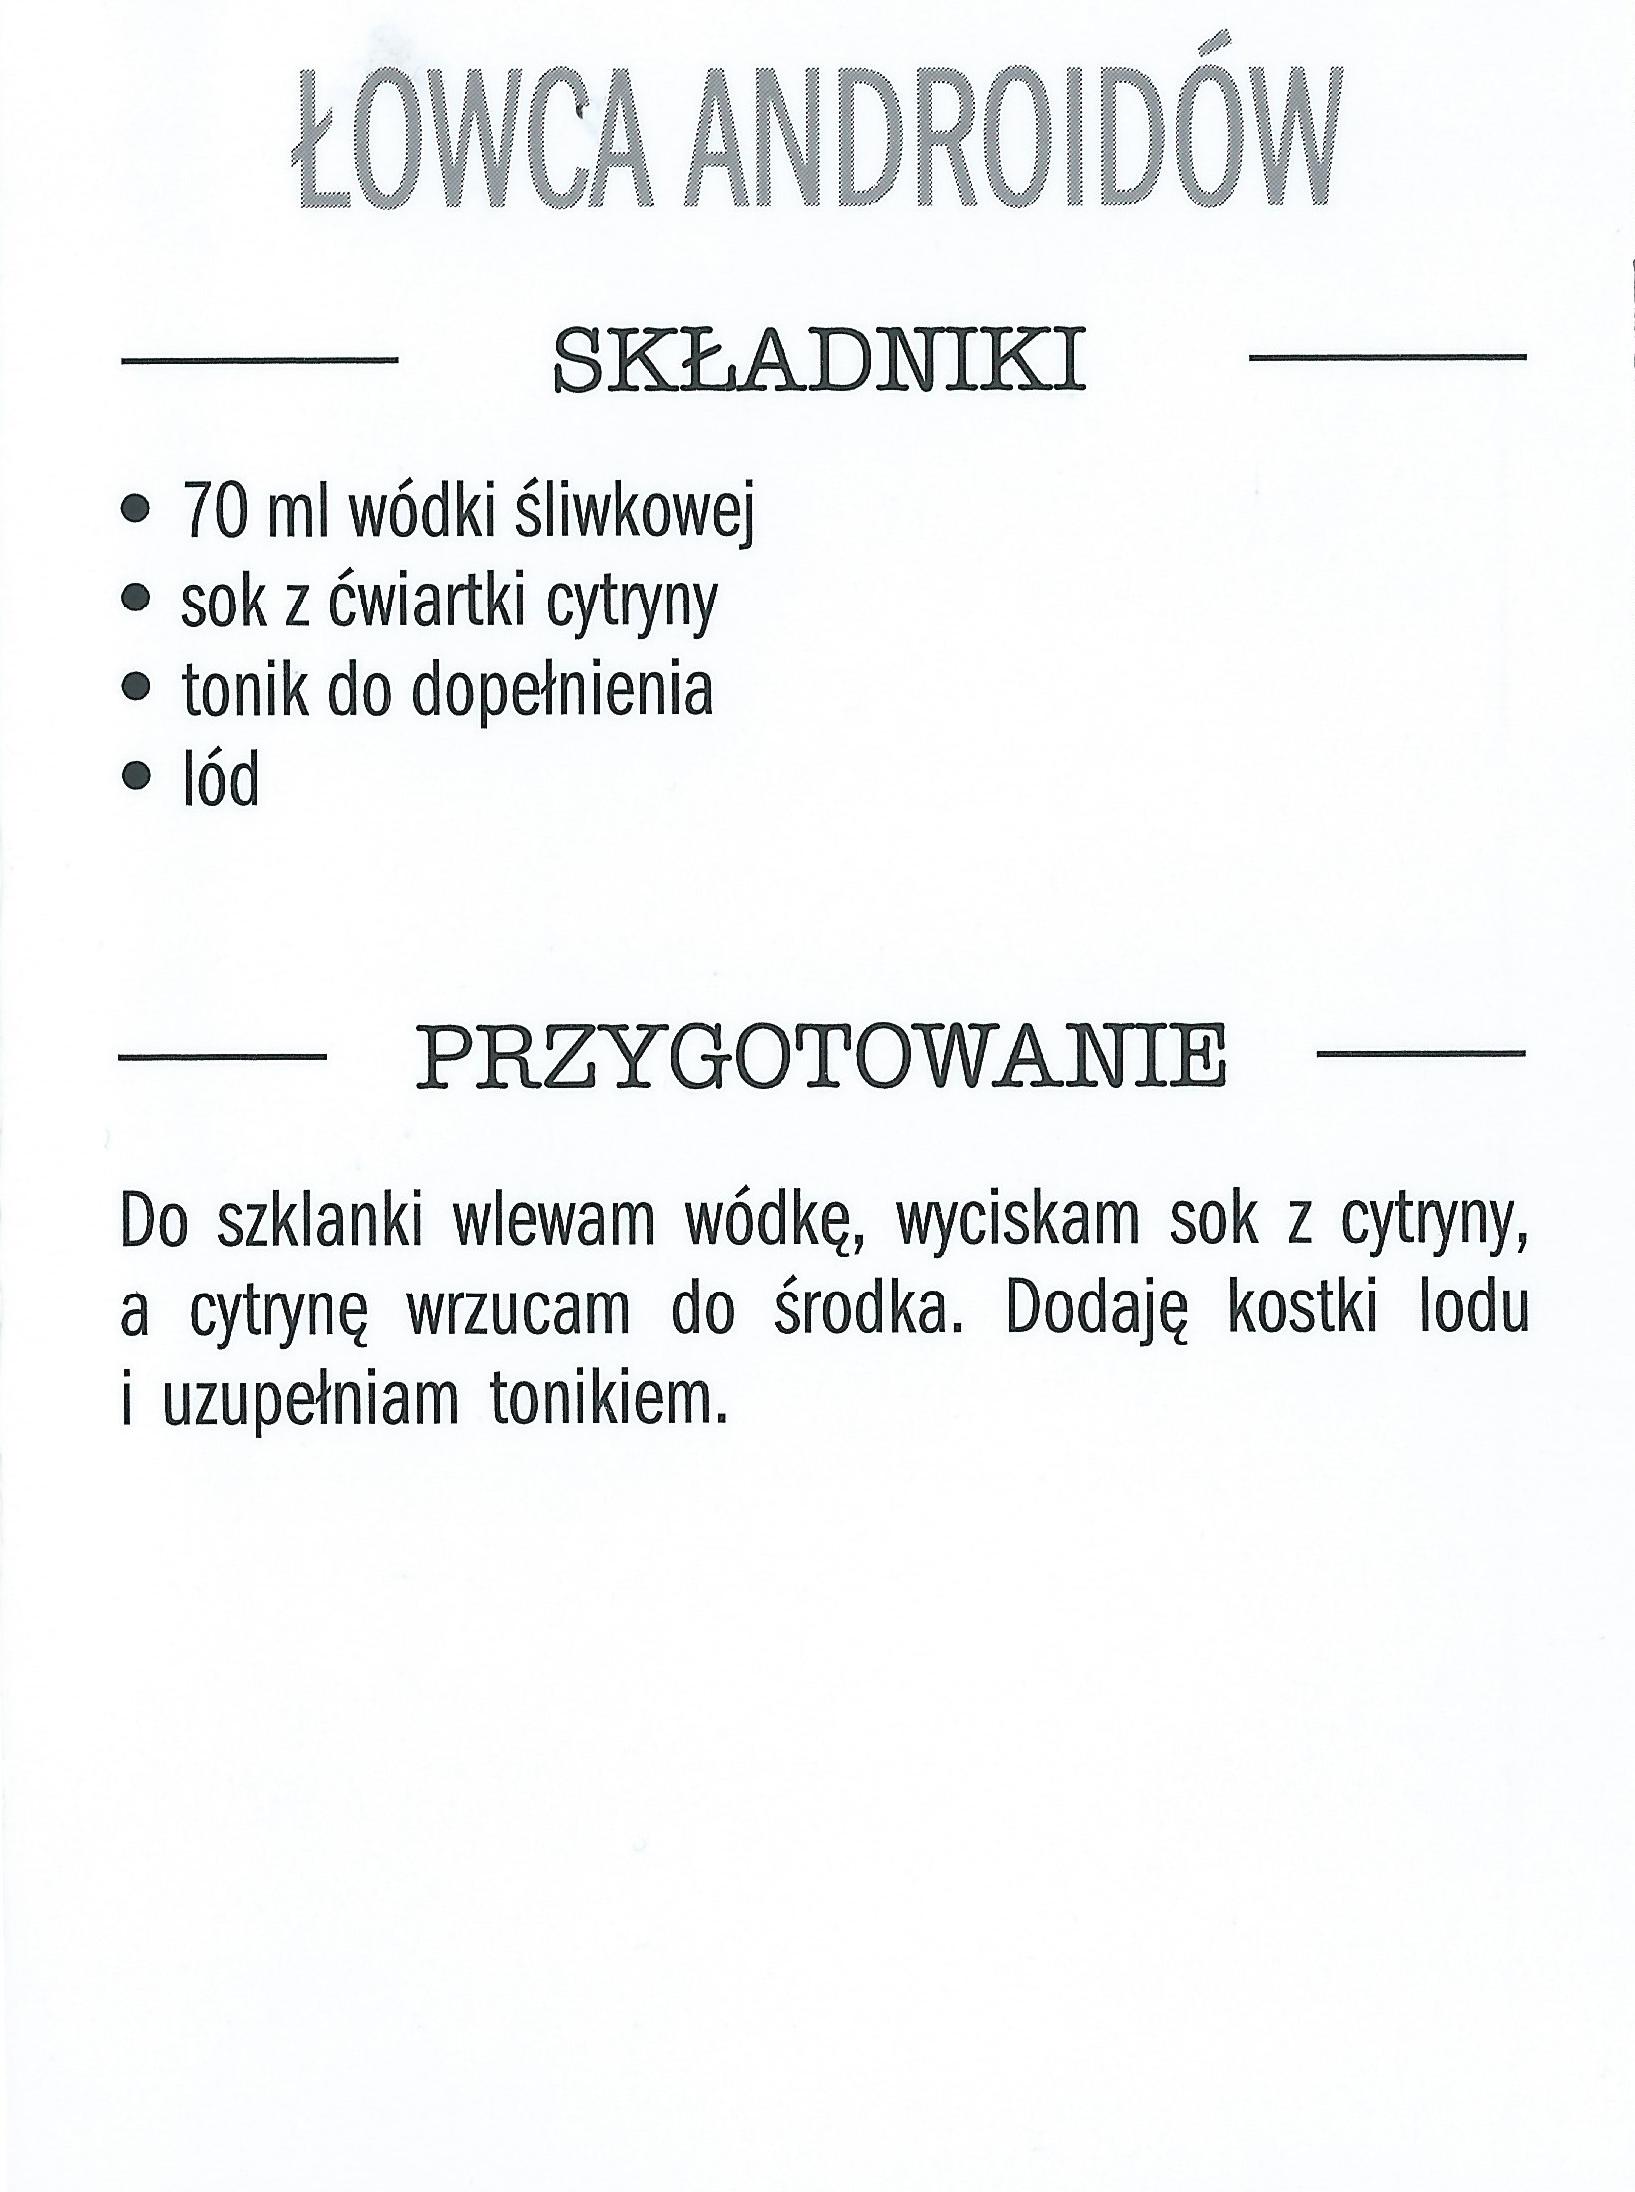 ŁOWCA ANDROIDÓW
SKŁADNIKI
• 70 ml wódki śliwkowej
• sok z ćwiartki cytryny
• tonik do dopełnienia
• lód
PRZYGOTOWANIE
Do szklanki wlewam wódkę, wyciskam sok z cytryny,
a cytrynę wrzucam do środka. Dodaję kostki lodu
i uzupełniam tonikiem.